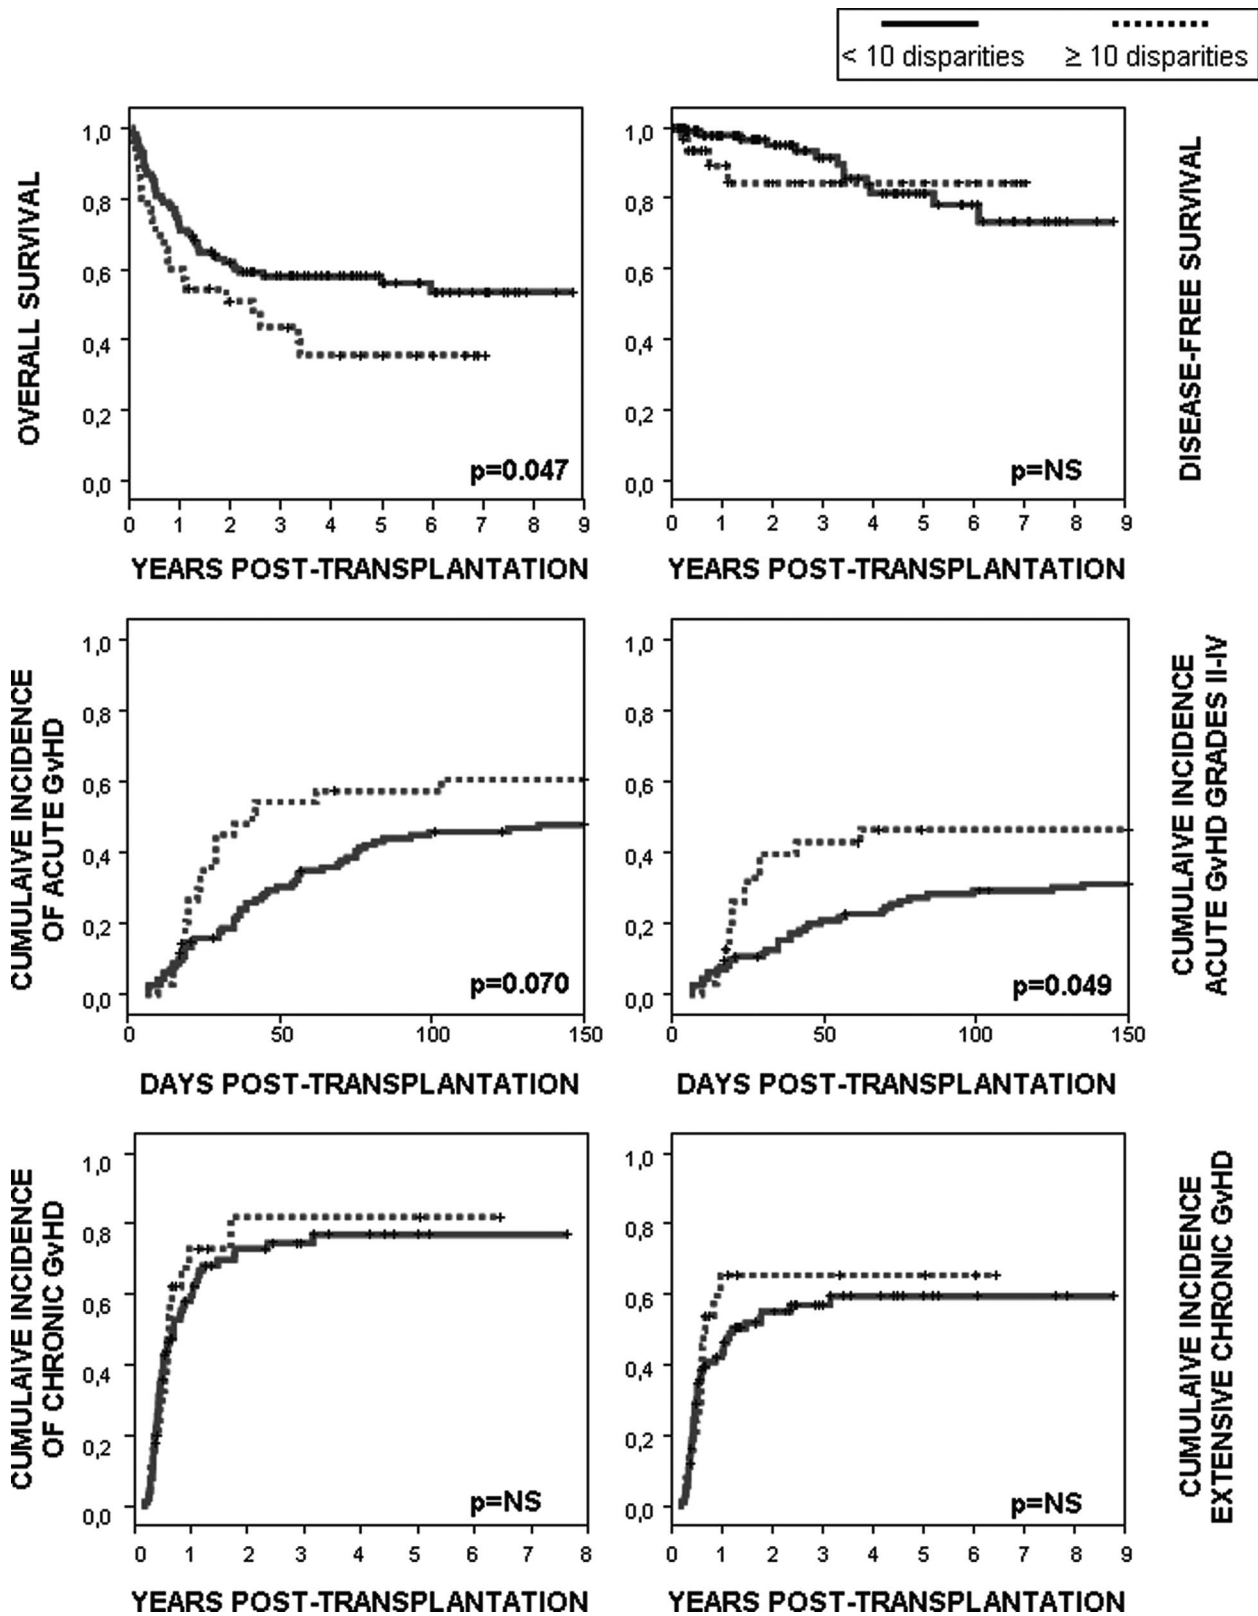 < 10 disparities ≥ 10 disparities
OVERALL SURVIVAL
1,0
0,8
0,6
0,4
0,2
0,0
p=0.047
0 1 2 3 4 5 6 7 8 9
YEARS POST-TRANSPLANTATION
1,0
0,8
0,6
0,4
0,2
0,0
p=NS
0 1 2 3 4 5 6 7 8 9
YEARS POST-TRANSPLANTATION
DISEASE-FREE SURVIVAL
CUMULAIVE INCIDENCE
OF ACUTE GvHD
1,0
0,8
0,6
0,4
0,2
0,0
p=0.070
0 50 100 150
DAYS POST-TRANSPLANTATION
1,0
0,8
0,6
0,4
0,2
0,0
p=0.049
0 50 100 150
DAYS POST-TRANSPLANTATION
CUMULAIVE INCIDENCE
ACUTE GvHD GRADES II-IV
CUMULAIVE INCIDENCE
OF CHRONIC GvHD
1,0
0,8
0,6
0,4
0,2
0,0
p=NS
0 1 2 3 4 5 6 7 8
YEARS POST-TRANSPLANTATION
1,0
0,8
0,6
0,4
0,2
0,0
p=NS
0 1 2 3 4 5 6 7 8 9
YEARS POST-TRANSPLANTATION
CUMULAIVE INCIDENCE
EXTENSIVE CHRONIC GvHD